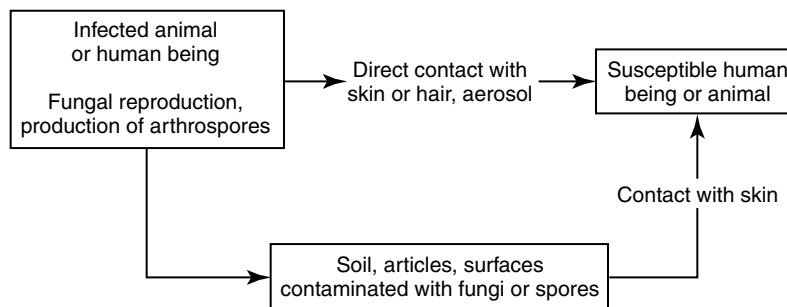 Infected animal
or human being
Fungal reproduction,
production of arthrospores
Direct contact with
skin or hair, aerosol
Susceptible human
being or animal
Contact with skin
Soil, articles, surfaces
contaminated with fungi or spores